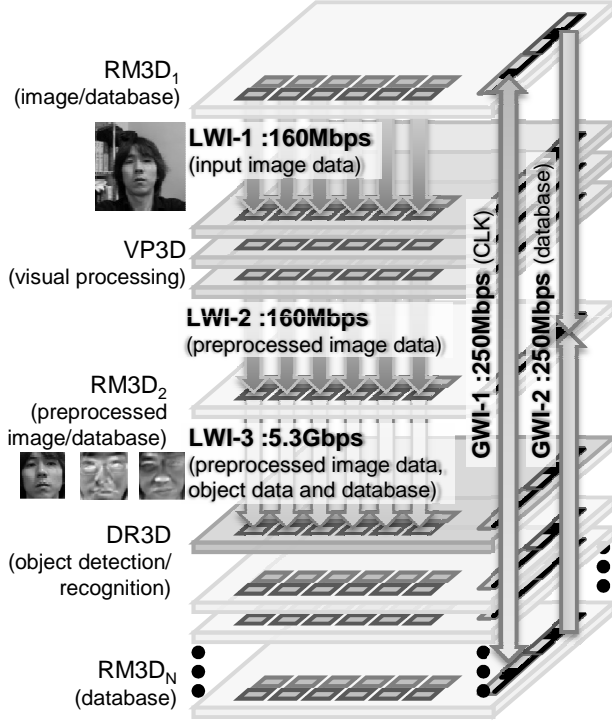 RM3D1
(image/database)
LWI-1 :160Mbps
(input image data)
VP3D
(visual processing)
LWI-2 :160Mbps
(preprocessed image data)
RM3D2
(preprocessed
image/database)
LWI-3 :5.3Gbps
(preprocessed image data,
object data and database)
DR3D
(object detection/
recognition)
RM3DN
(database)
GWI-1 :250Mbps (CLK)
GWI-2 :250Mbps (database)